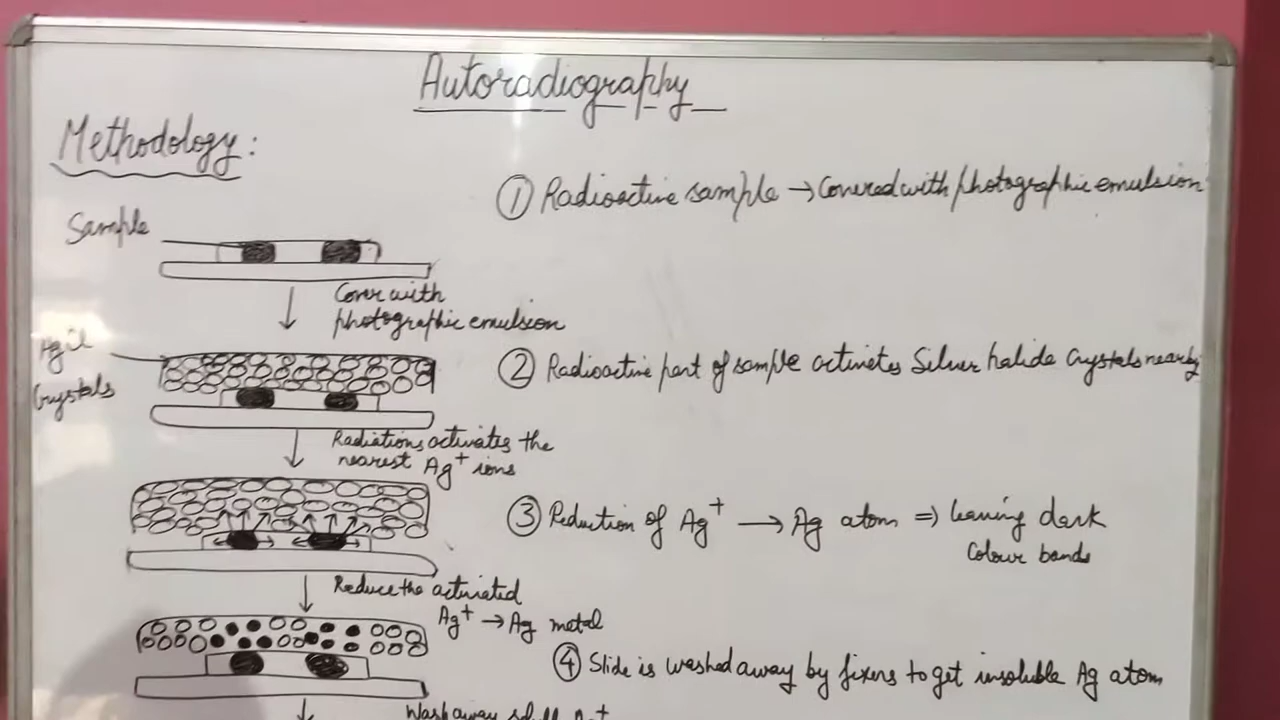 Autoradiography
Methodology:
① Radioactive sample → Covered with photographic emulsion
Sample
Cover with
photographic emulsion
Crystals
② Radioactive part of sample activates Silver halide Crystals nearby
Radiations activates the
nearest Ag⁺ ions
③ Reduction of Ag⁺ → Ag atom ⇒ leaving dark
Colour bands
Reduce the activated
Ag⁺ → Ag metal
④ Slide is washed away by fixers to get insoluble Ag atom
Wash away